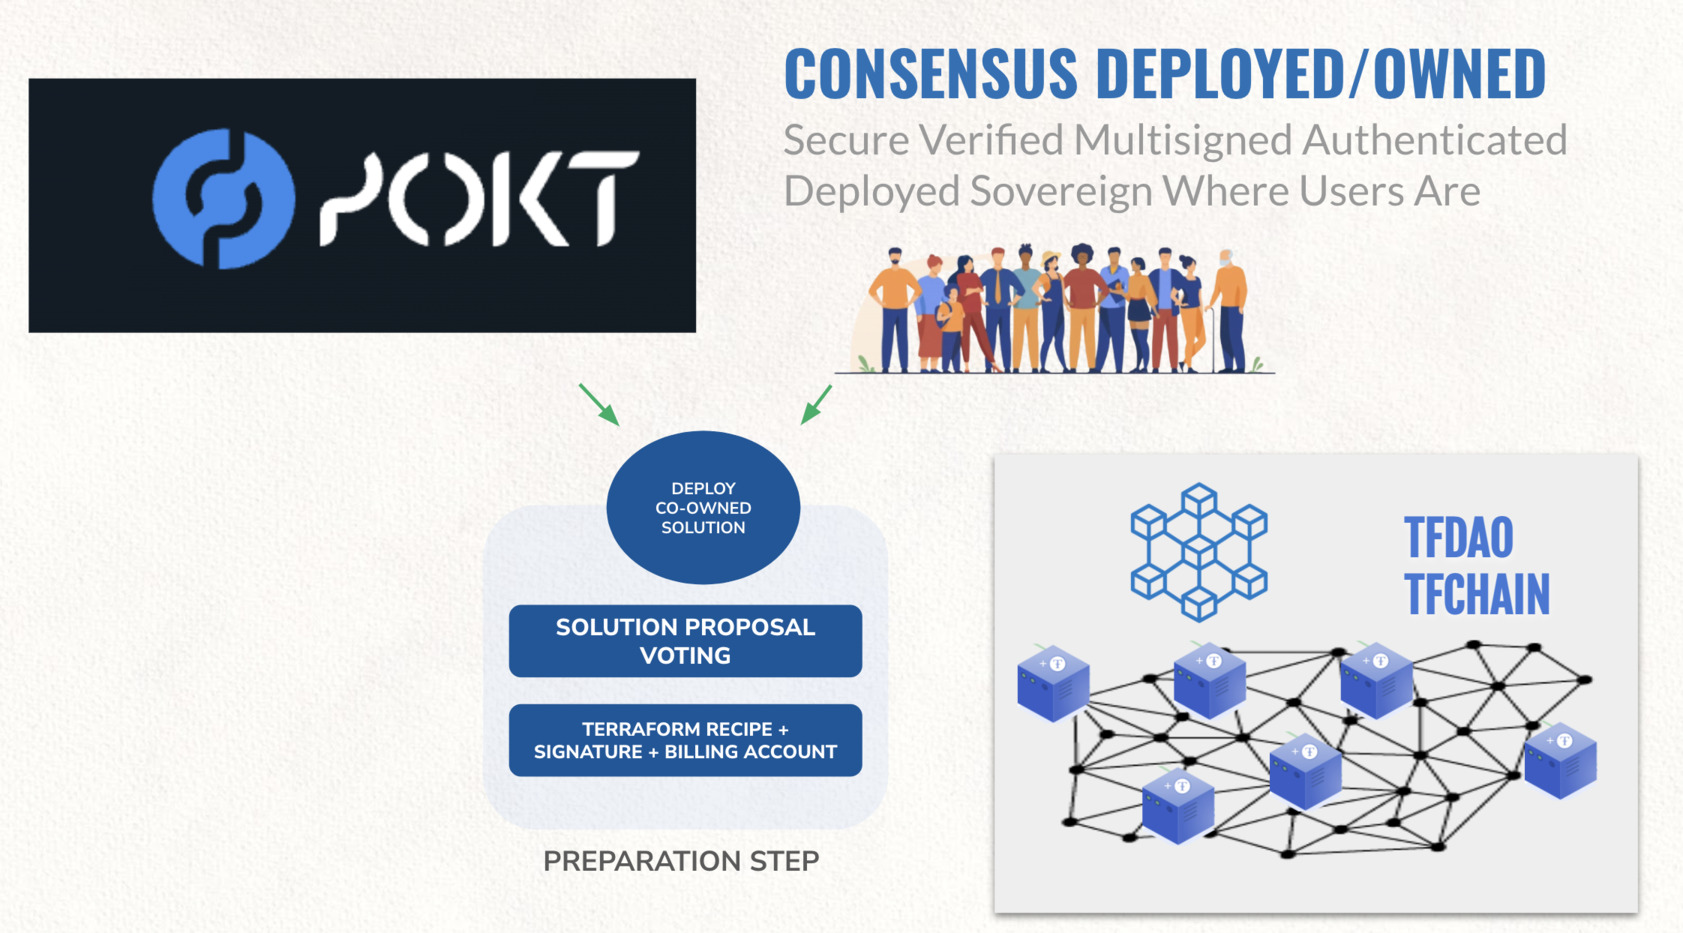 POKT
CONSENSUS DEPLOYED/OWNED
Secure Verified Multisigned Authenticated
Deployed Sovereign Where Users Are
DEPLOY
CO-OWNED
SOLUTION
SOLUTION PROPOSAL
VOTING
TERRAFORM RECIPE +
SIGNATURE + BILLING ACCOUNT
PREPARATION STEP
TFDAO
TFCHAIN